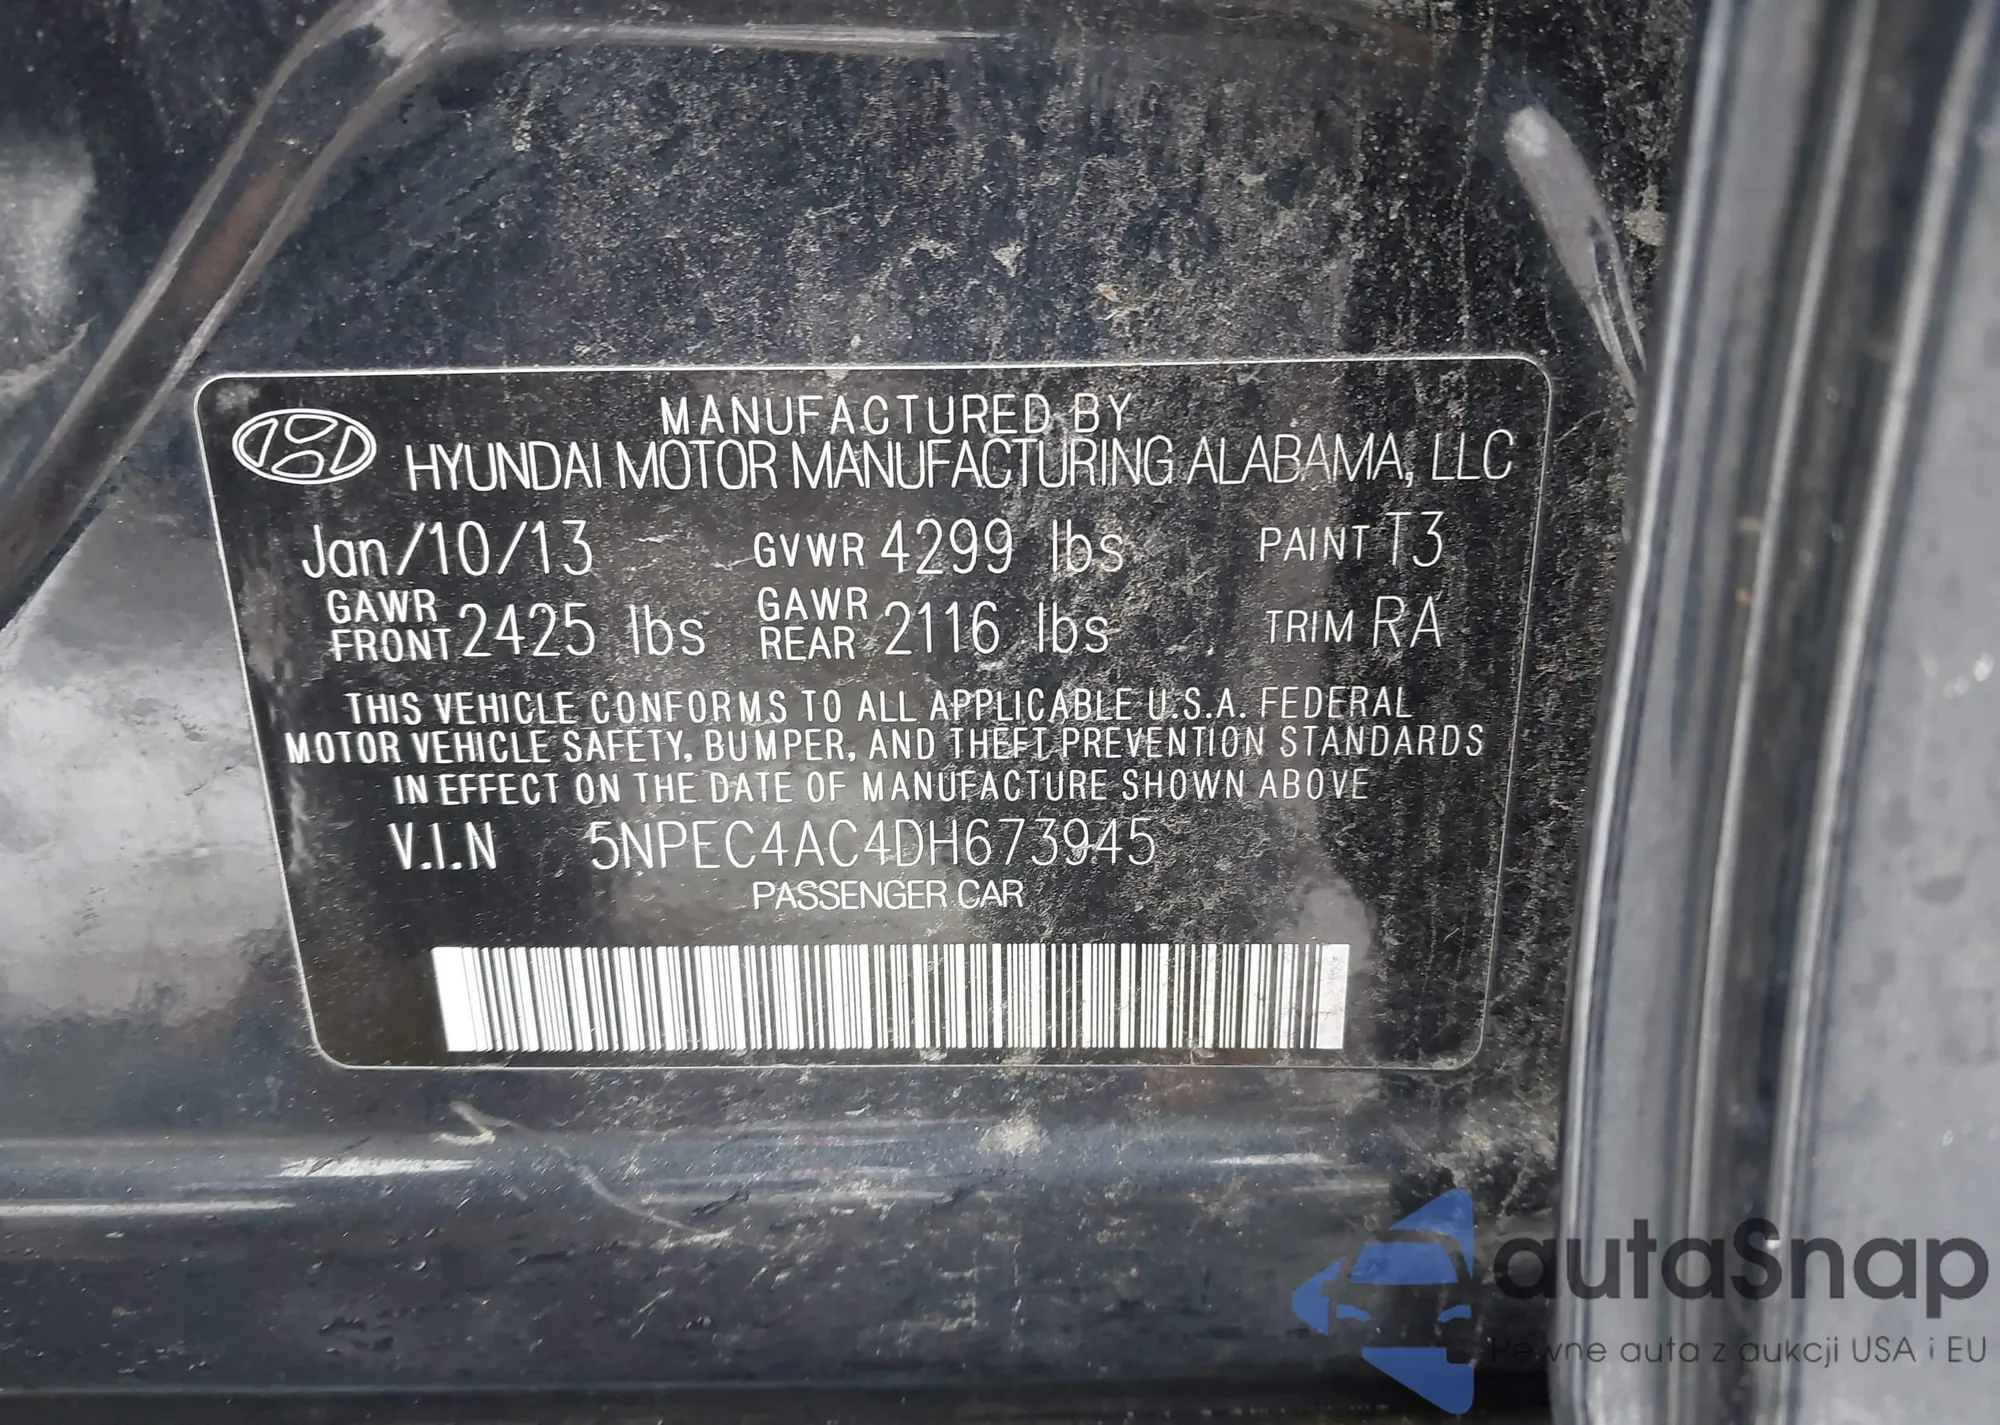 MANUFACTURED BY
HYUNDAI MOTOR MANUFACTURING ALABAMA, LLC
Jan/10/13 GVWR 4299 lbs PAINT T3
GAWR FRONT 2425 lbs GAWR REAR 2116 lbs TRIM RA
THIS VEHICLE CONFORMS TO ALL APPLICABLE U.S.A. FEDERAL
MOTOR VEHICLE SAFETY, BUMPER, AND THEFT PREVENTION STANDARDS
IN EFFECT ON THE DATE OF MANUFACTURE SHOWN ABOVE
V.I.N 5NPEC4AC4DH673945
PASSENGER CAR
autaSnap
Pewne auta z aukcji USA i EU